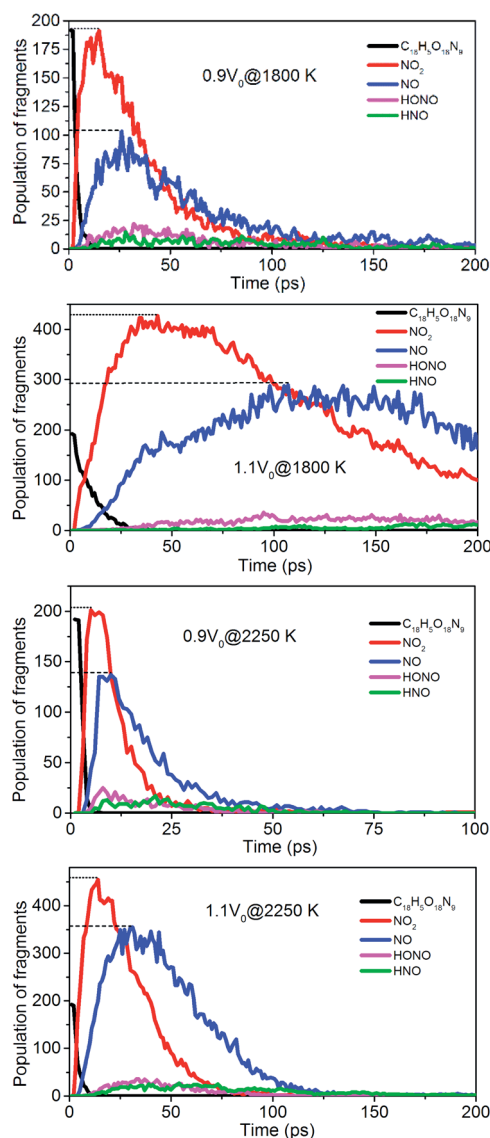 200
175
150
125
100
75
50
25
0
Population of fragments
0.9V₀@1800 K
C₁₈H₅O₁₈N₉
NO₂
NO
HONO
HNO
0 50 100 150 200
Time (ps)
400
300
200
100
0
Population of fragments
1.1V₀@1800 K
C₁₈H₅O₁₈N₉
NO₂
NO
HONO
HNO
0 50 100 150 200
Time (ps)
200
150
100
50
0
Population of fragments
0.9V₀@2250 K
C₁₈H₅O₁₈N₉
NO₂
NO
HONO
HNO
0 25 50 75 100
Time (ps)
400
300
200
100
0
Population of fragments
1.1V₀@2250 K
C₁₈H₅O₁₈N₉
NO₂
NO
HONO
HNO
0 50 100 150 200
Time (ps)